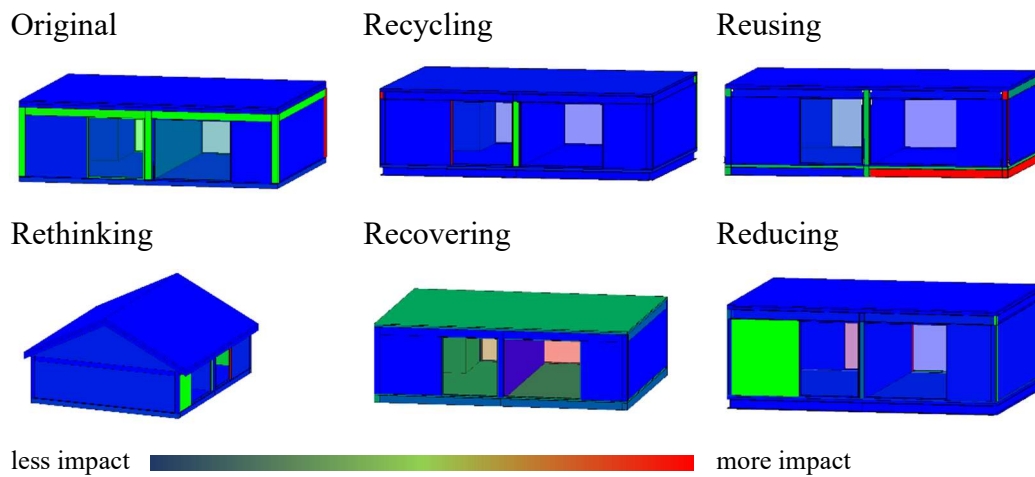 Original
Recycling
Reusing
Rethinking
Recovering
Reducing
less impact
more impact